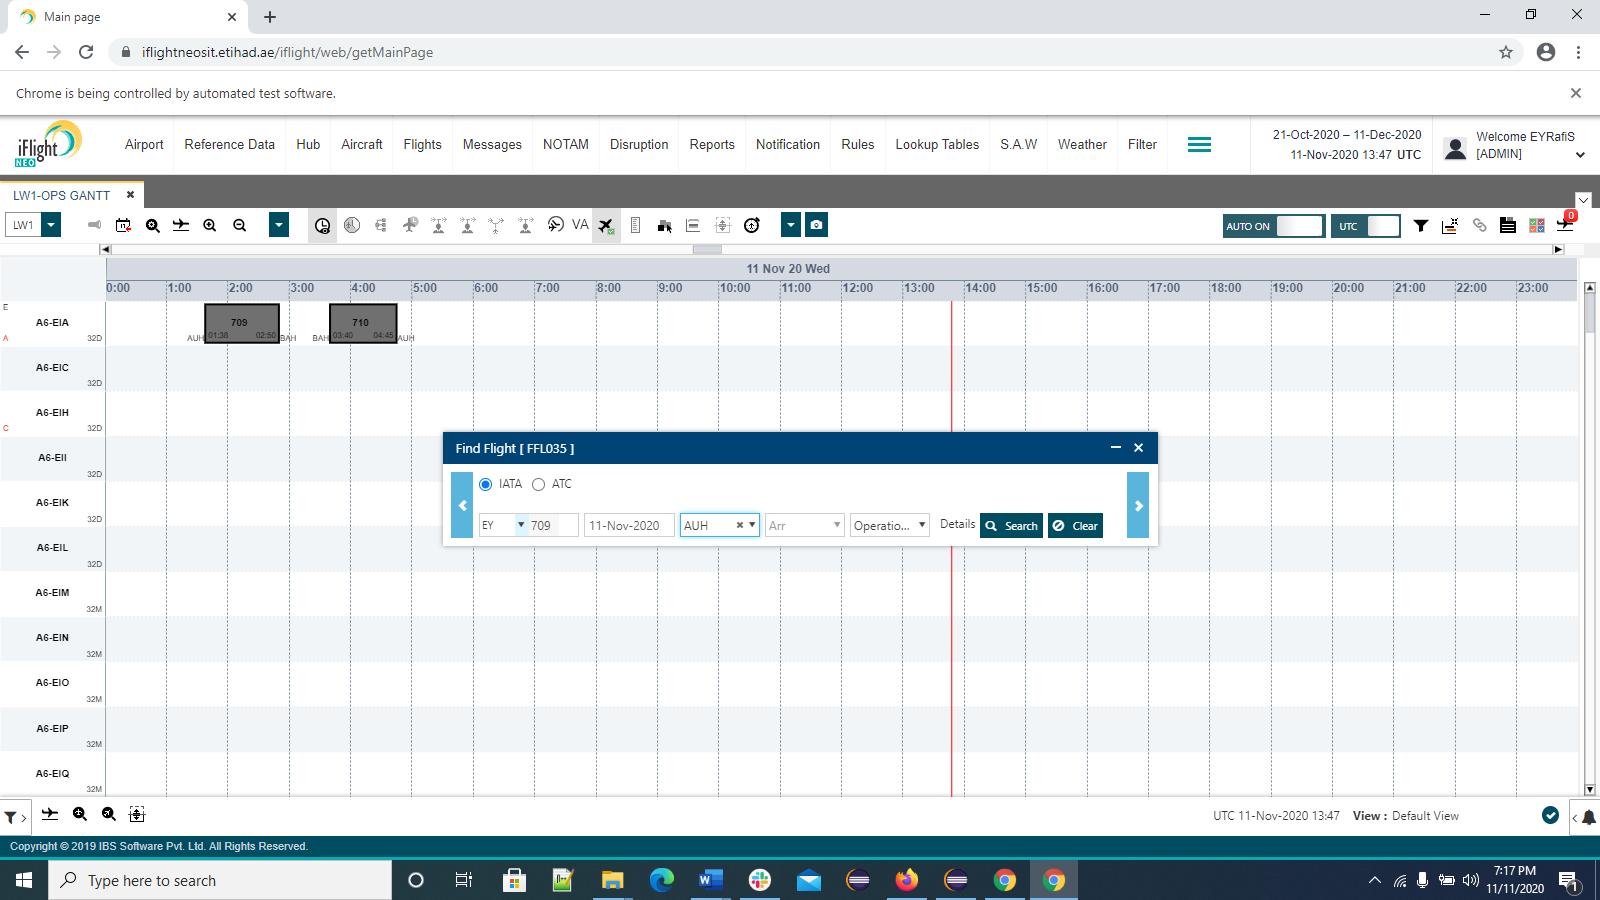 Main page
iflightneosit.etihad.ae/iflight/web/getMainPage
Chrome is being controlled by automated test software.
iFlight NEO
Airport Reference Data Hub Aircraft Flights Messages NOTAM Disruption Reports Notification Rules Lookup Tables S.A.W Weather Filter
21-Oct-2020 – 11-Dec-2020
11-Nov-2020 13:47 UTC
Welcome EYRafiS
[ADMIN]
LW1-OPS GANTT
LW1 VA AUTO ON UTC 0
11 Nov 20 Wed
0:00 1:00 2:00 3:00 4:00 5:00 6:00 7:00 8:00 9:00 10:00 11:00 12:00 13:00 14:00 15:00 16:00 17:00 18:00 19:00 20:00 21:00 22:00 23:00
E
A6-EIA 709 710
A 32D AUH 01:38 02:50 BAH BAH 03:40 04:45 AUH
A6-EIC
32D
A6-EIH
C 32D
A6-EII
32D
A6-EIK
32D
A6-EIL
32D
A6-EIM
32M
A6-EIN
32M
A6-EIO
32M
A6-EIP
32M
A6-EIQ
32M
Find Flight [ FFL035 ]
IATA ATC
EY 709 11-Nov-2020 AUH Arr Operatio... Details Search Clear
UTC 11-Nov-2020 13:47 View : Default View
Copyright © 2019 IBS Software Pvt. Ltd. All Rights Reserved.
Type here to search
7:17 PM
11/11/2020
1